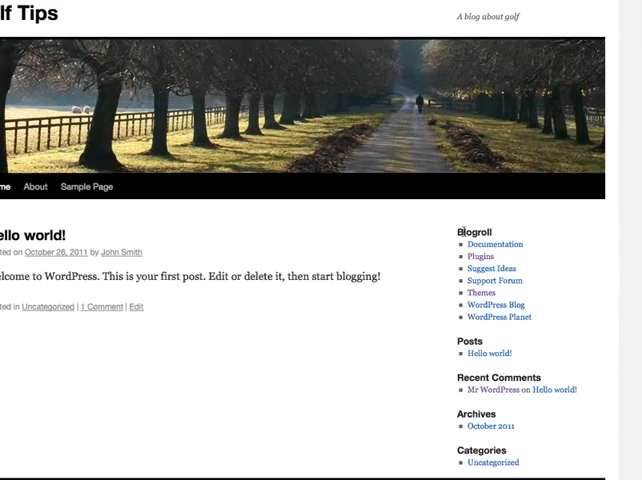 lf Tips
A blog about golf
me About Sample Page
ello world!
ted on October 26, 2011 by John Smith
elcome to WordPress. This is your first post. Edit or delete it, then start blogging!
ted in Uncategorized | 1 Comment | Edit
Blogroll
Documentation
Plugins
Suggest Ideas
Support Forum
Themes
WordPress Blog
WordPress Planet
Posts
Hello world!
Recent Comments
Mr WordPress on Hello world!
Archives
October 2011
Categories
Uncategorized